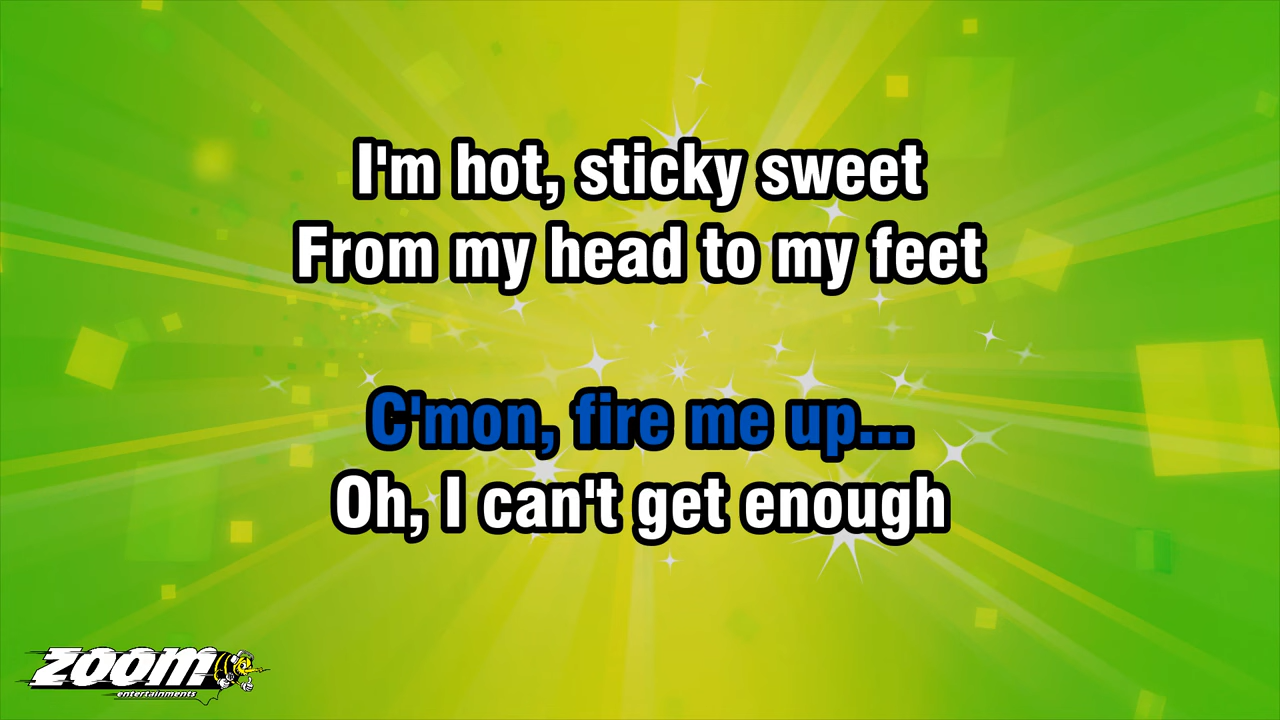 I'm hot, sticky sweet
From my head to my feet
C'mon, fire me up...
Oh, I can't get enough
zoom
entertainments